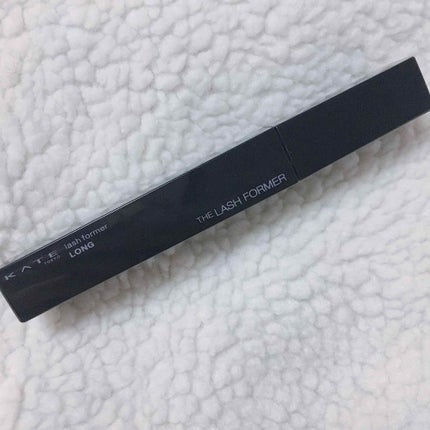 KATE
TOKYO
lash former
LONG
THE LASH FORMER